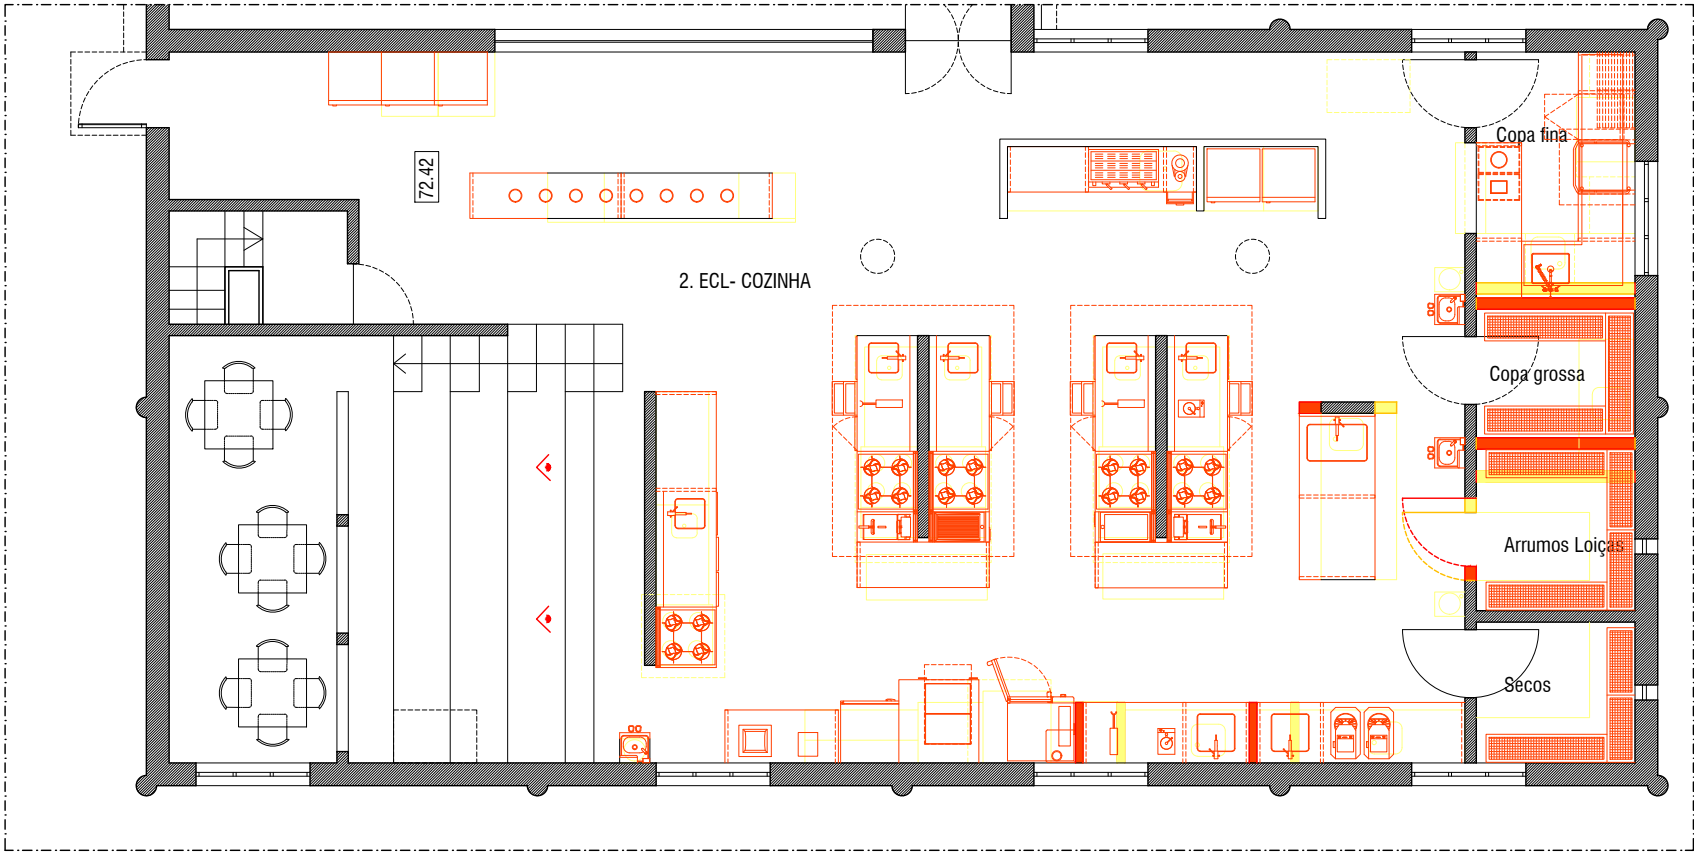 Copa fina
72.42
2. ECL- COZINHA
Copa grossa
Arrumos Loiças
Secos